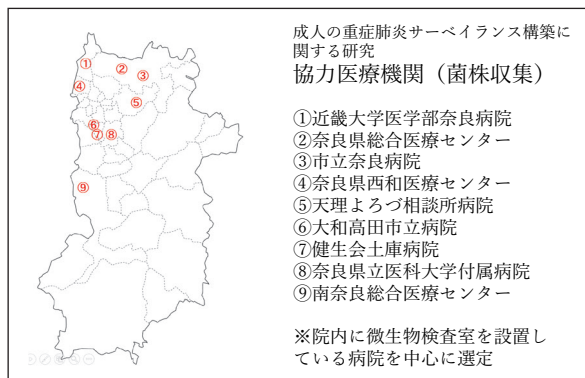 成人の重症肺炎サーベイランス構築に
関する研究
協力医療機関（菌株収集）
①近畿大学医学部奈良病院
②奈良県総合医療センター
③市立奈良病院
④奈良県西和医療センター
⑤天理よろづ相談所病院
⑥大和高田市立病院
⑦健生会土庫病院
⑧奈良県立医科大学付属病院
⑨南奈良総合医療センター
※院内に微生物検査室を設置し
ている病院を中心に選定
①
②
③
④
⑤
⑥
⑦⑧
⑨